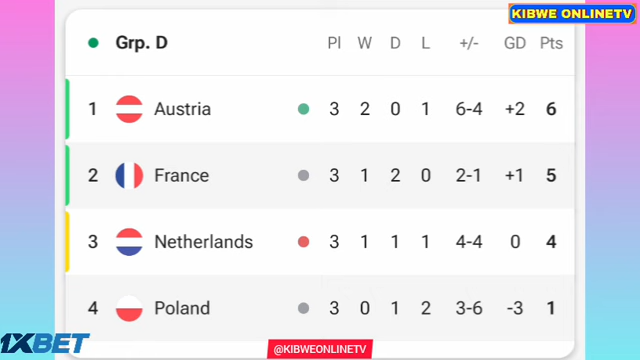 KIBWE ONLINETV
Grp. D Pl W D L +/- GD Pts
1 Austria 3 2 0 1 6-4 +2 6
2 France 3 1 2 0 2-1 +1 5
3 Netherlands 3 1 1 1 4-4 0 4
4 Poland 3 0 1 2 3-6 -3 1
1XBET
@KIBWEONLINETV